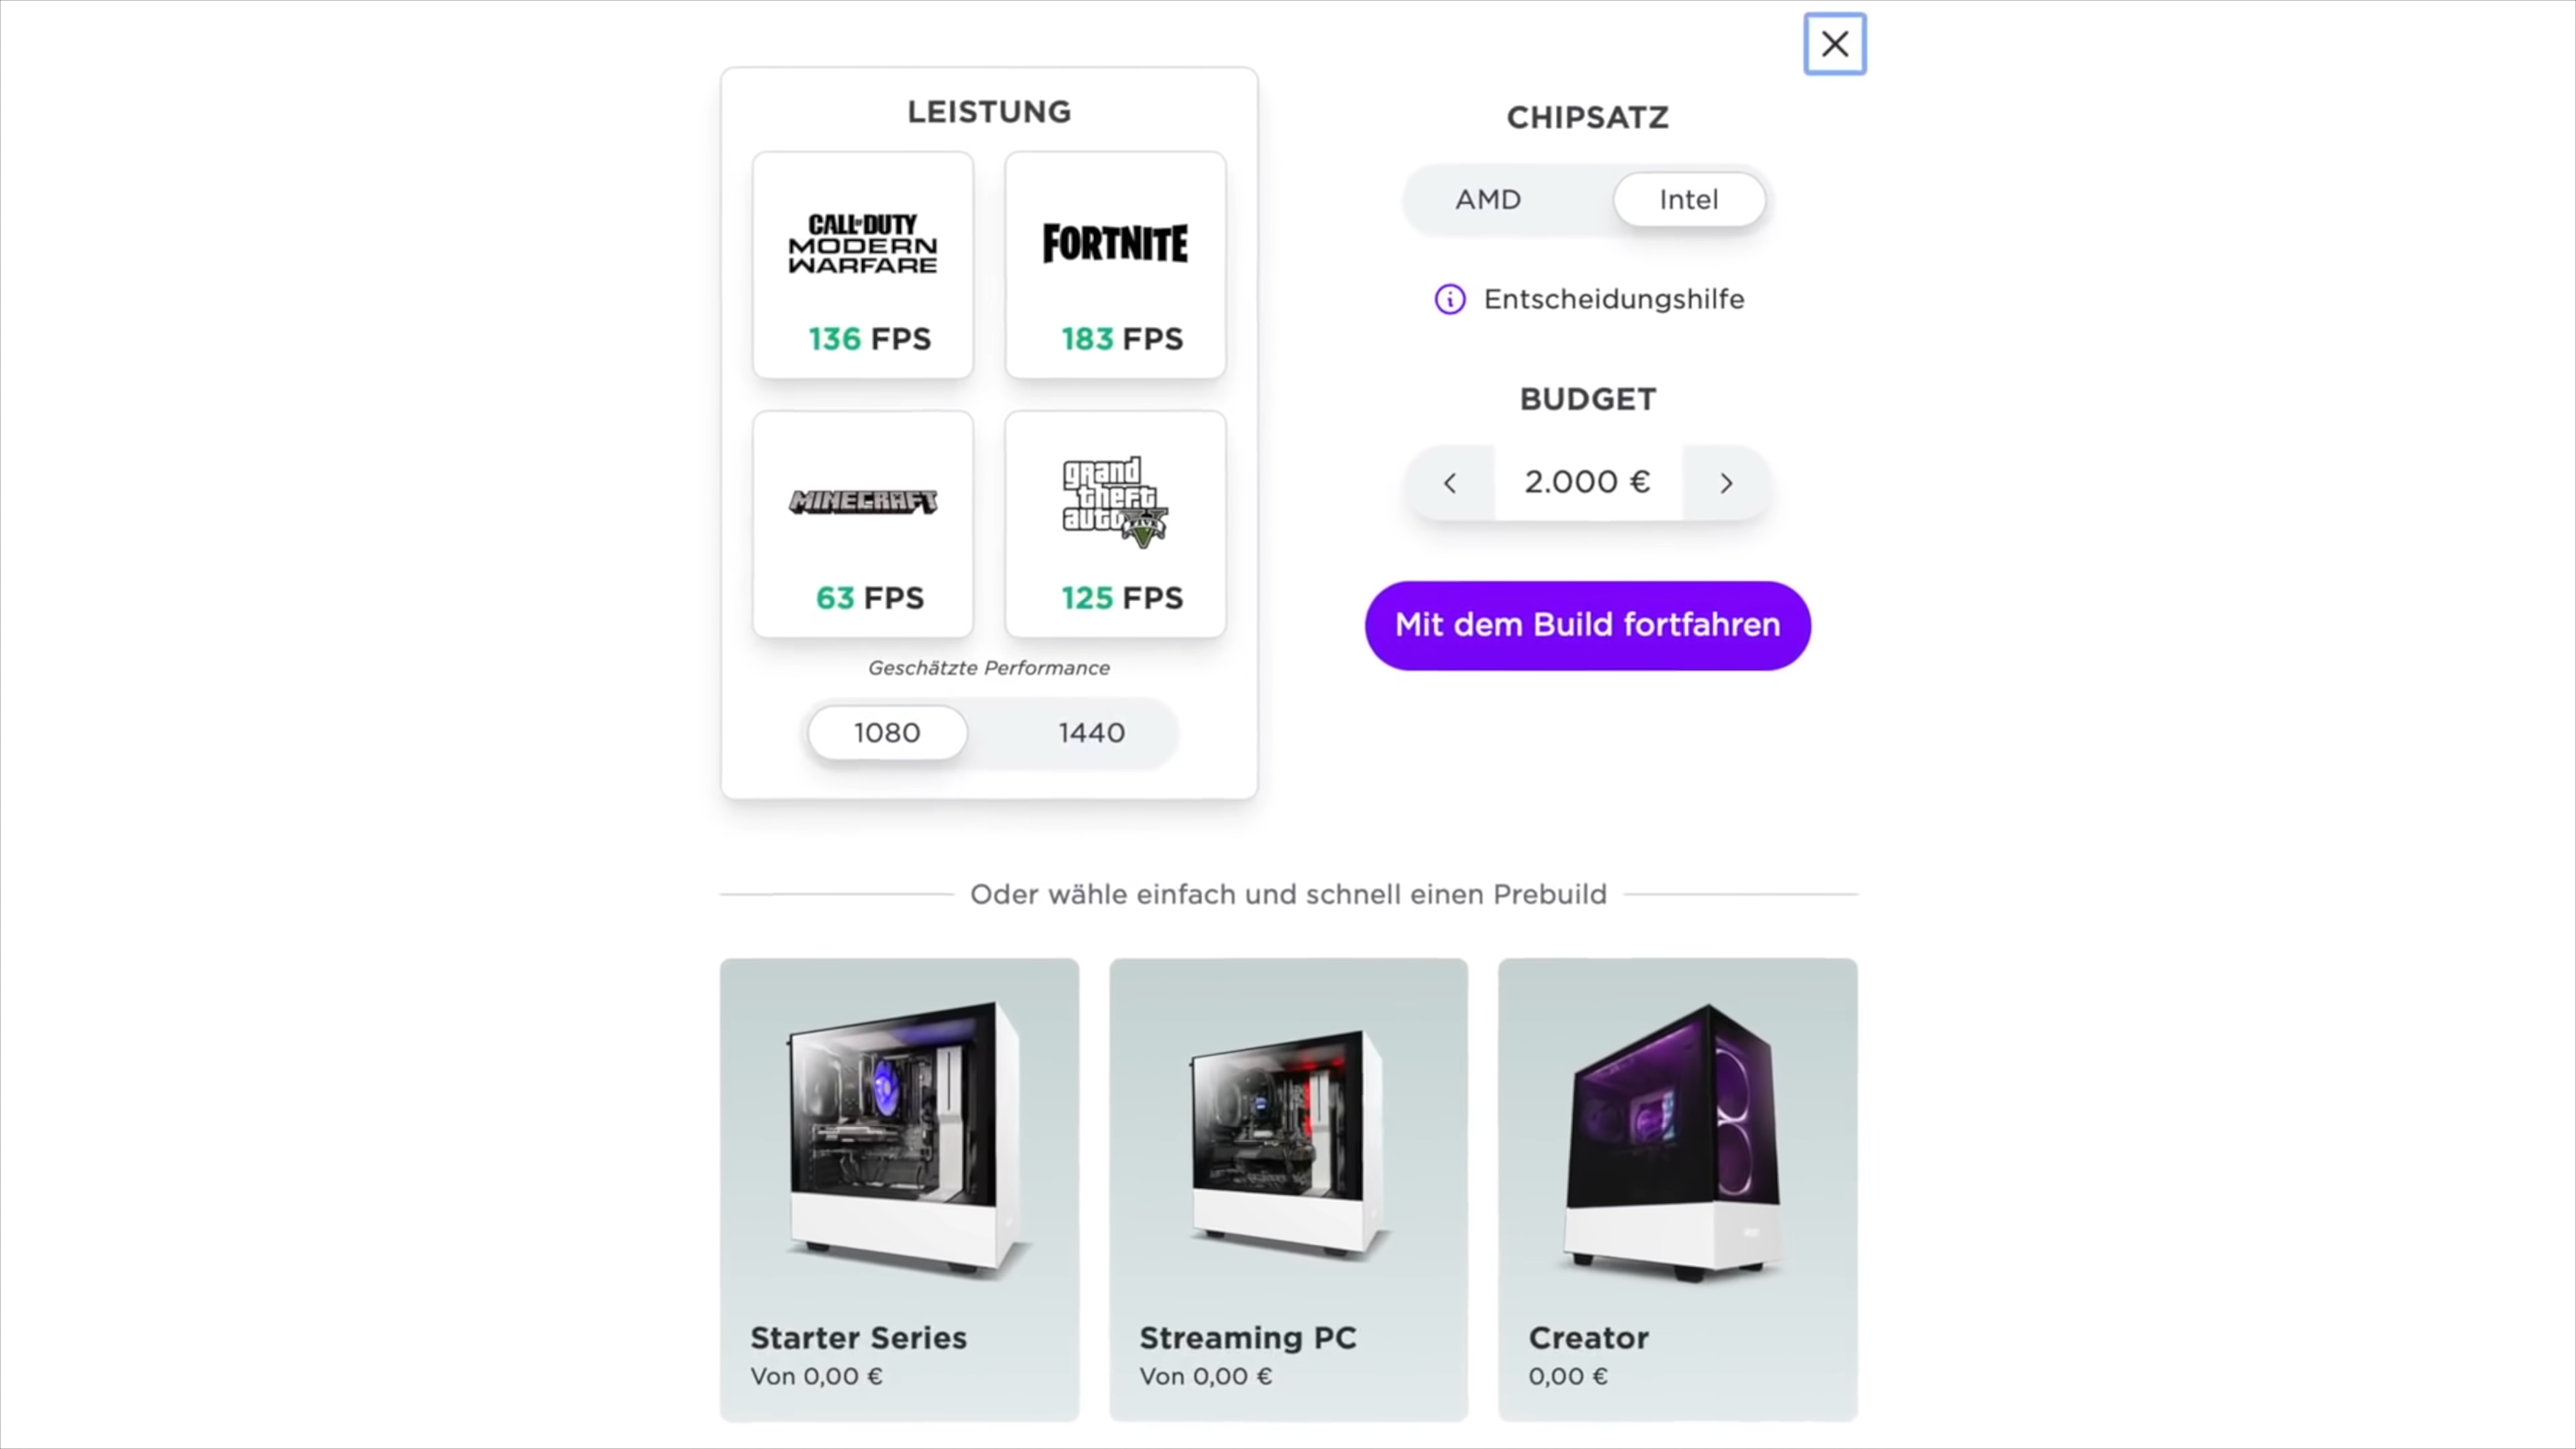 LEISTUNG
CALL OF DUTY
MODERN
WARFARE
136 FPS
FORTNITE
183 FPS
MINECRAFT
63 FPS
grand
theft
auto
FIVE
V
125 FPS
Geschätzte Performance
1080
1440
CHIPSATZ
AMD
Intel
Entscheidungshilfe
BUDGET
2.000 €
Mit dem Build fortfahren
Oder wähle einfach und schnell einen Prebuild
Starter Series
Von 0,00 €
Streaming PC
Von 0,00 €
Creator
0,00 €